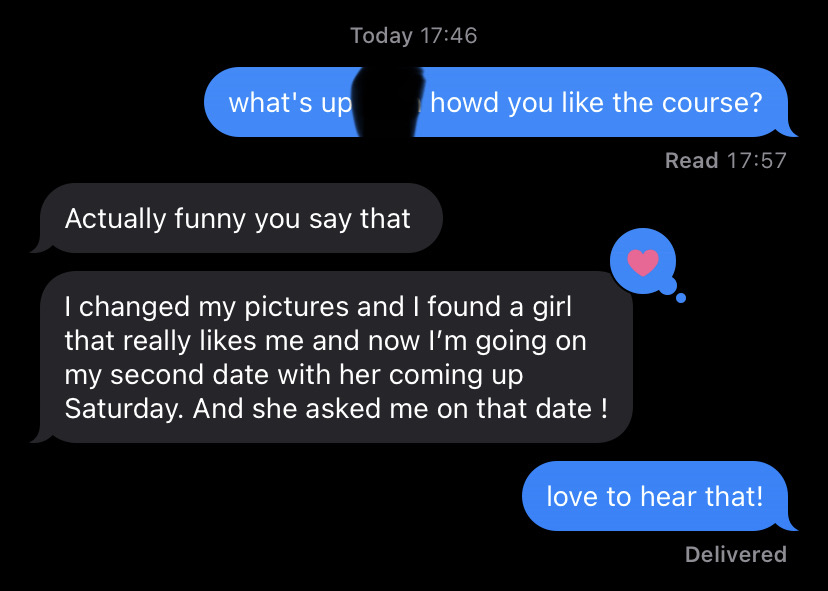 Today 17:46
what's up howd you like the course?
Read 17:57
Actually funny you say that
I changed my pictures and I found a girl
that really likes me and now I’m going on
my second date with her coming up
Saturday. And she asked me on that date !
love to hear that!
Delivered